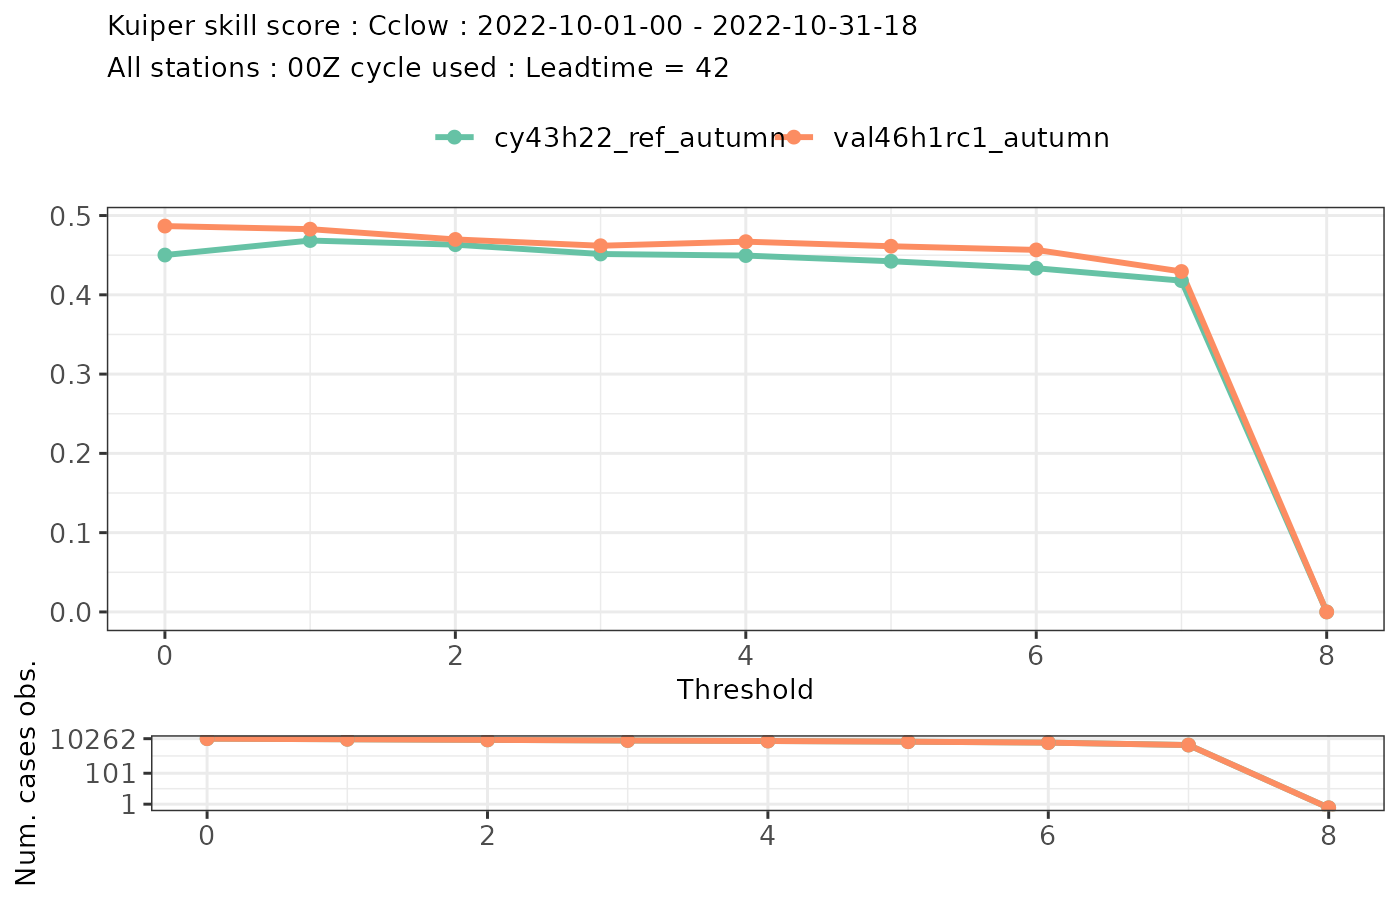 Kuiper skill score : Cclow : 2022-10-01-00 - 2022-10-31-18
All stations : 00Z cycle used : Leadtime = 42
cy43h22_ref_autumn val46h1rc1_autumn
0.5
0.4
0.3
0.2
0.1
0.0
0 2 4 6 8
Threshold
Num. cases obs.
10262
101
1
0 2 4 6 8